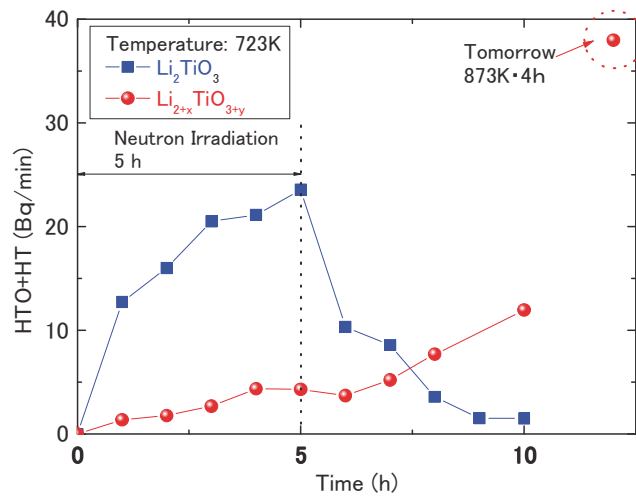 40
30
20
10
0
HTO+HT (Bq/min)
Temperature: 723K
Li₂TiO₃
Li₂₊ₓTiO₃₊ᵧ
Neutron Irradiation
5 h
Tomorrow
873K･4h
0 5 10
Time (h)